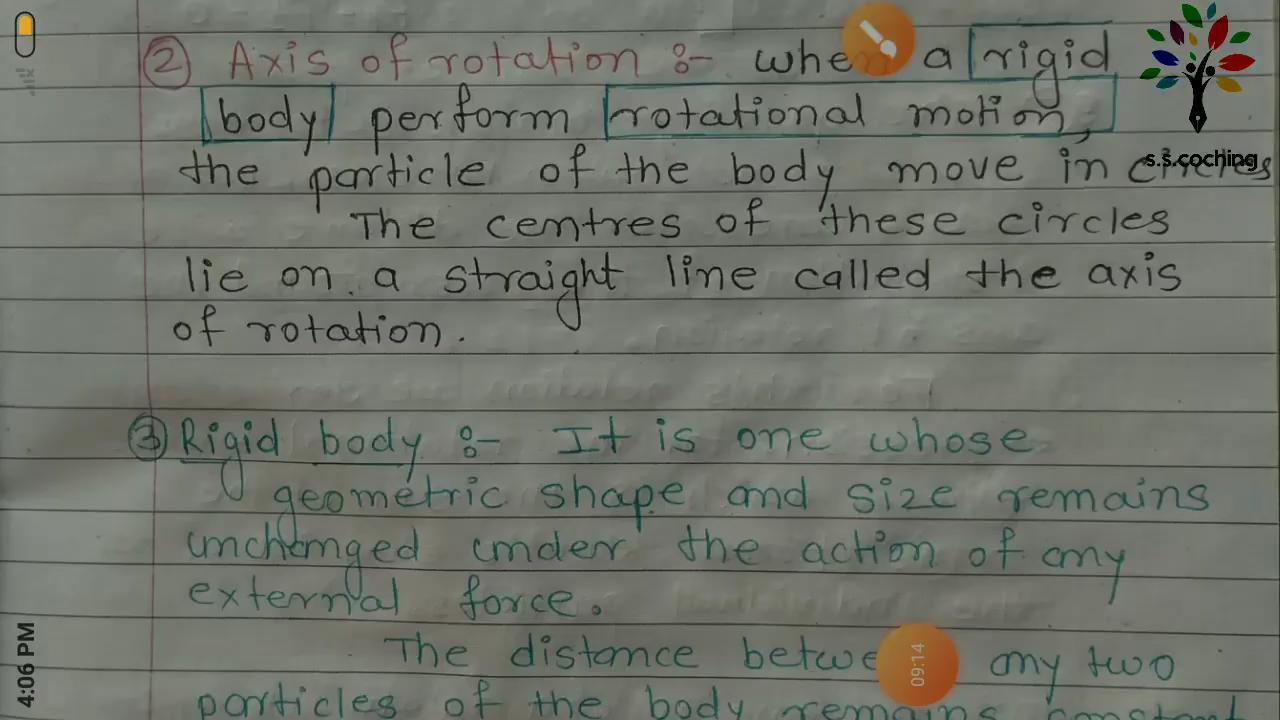 ② Axis of rotation :- when a rigid
body perform rotational motion,
the particle of the body move in circles
The centres of these circles
lie on a straight line called the axis
of rotation.
③ Rigid body :- It is one whose
geometric shape and size remains
unchanged under the action of any
external force.
The distance betwe any two
particles of the body remains constant
s.s.coching
4:06 PM
09:14